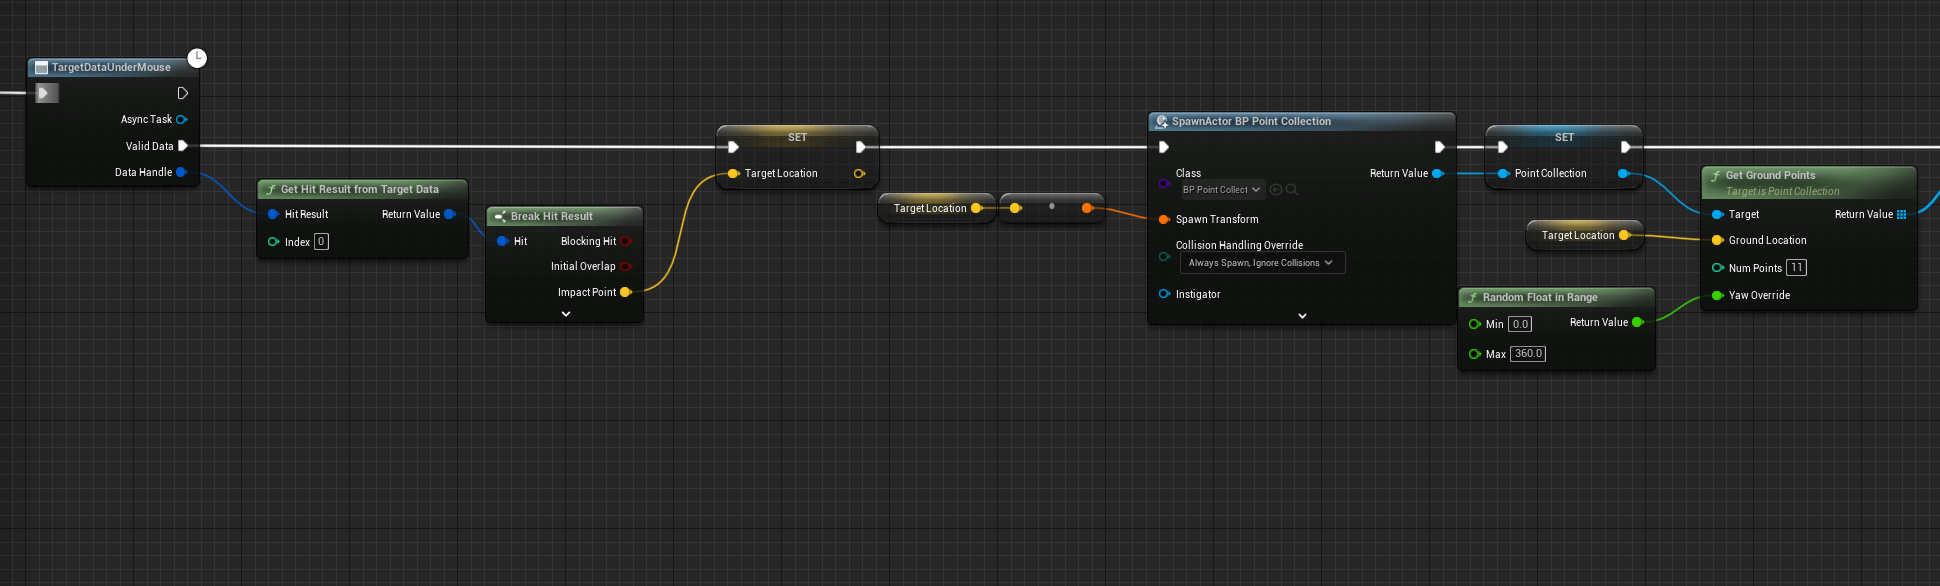 TargetDataUnderMouse
Async Task
Valid Data
Data Handle
Get Hit Result from Target Data
Hit Result
Return Value
Index 0
Break Hit Result
Hit
Blocking Hit
Initial Overlap
Impact Point
SET
Target Location
Target Location
SpawnActor BP Point Collection
Class
BP Point Collect
Return Value
Spawn Transform
Collision Handling Override
Always Spawn, Ignore Collisions
Instigator
SET
Point Collection
Target Location
Random Float in Range
Min 0.0
Return Value
Max 360.0
Get Ground Points
Target is Point Collection
Target
Return Value
Ground Location
Num Points 11
Yaw Override